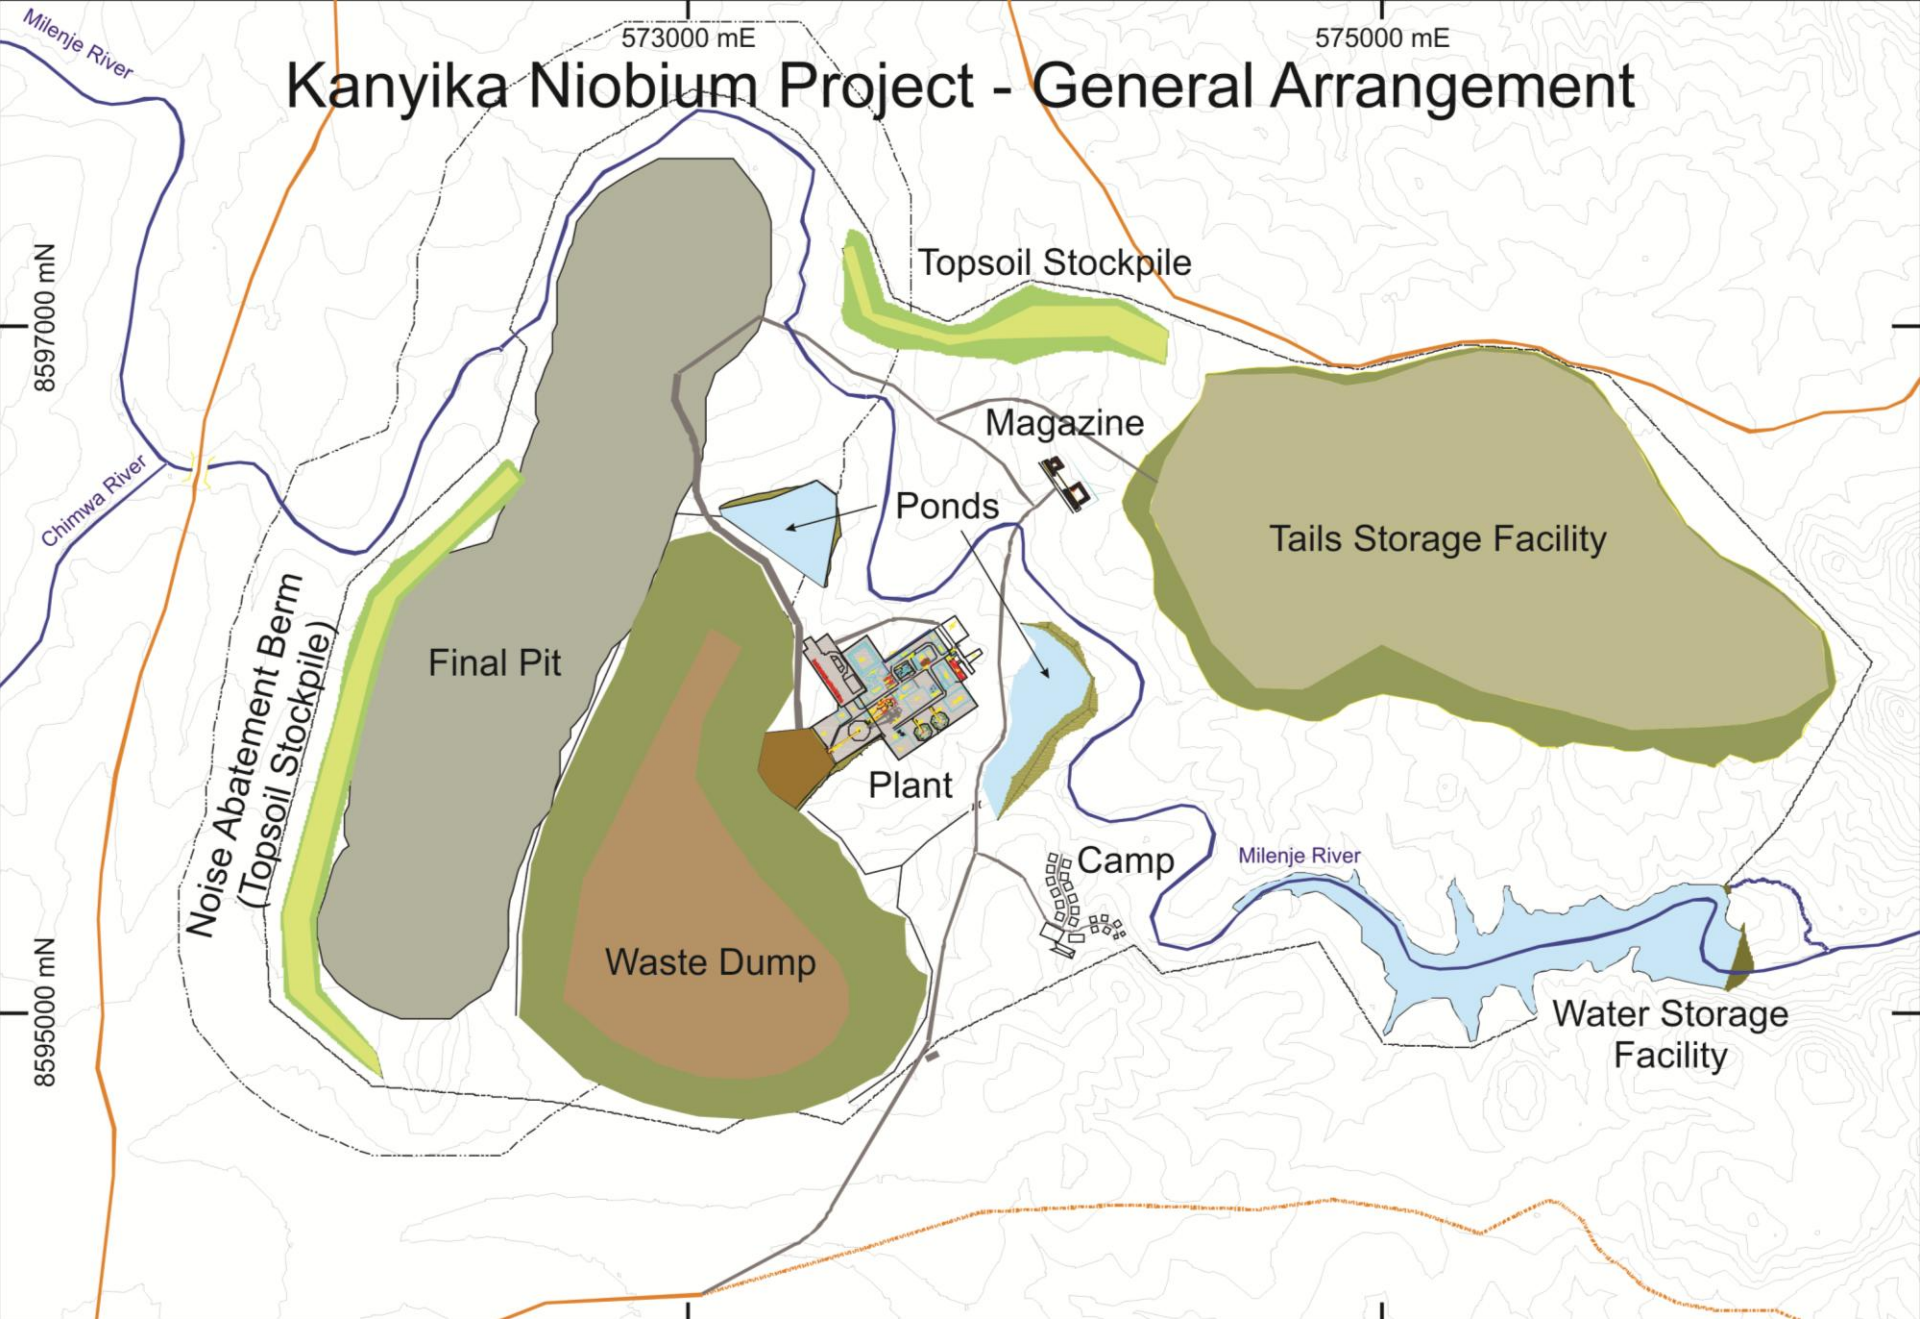 Milenje River
573000 mE
575000 mE
Kanyika Niobium Project - General Arrangement
8597000 mN
Topsoil Stockpile
Magazine
Chimwa River
Ponds
Tails Storage Facility
Noise Abatement Berm
(Topsoil Stockpile)
Final Pit
Plant
Camp
Milenje River
Waste Dump
8595000 mN
Water Storage
Facility